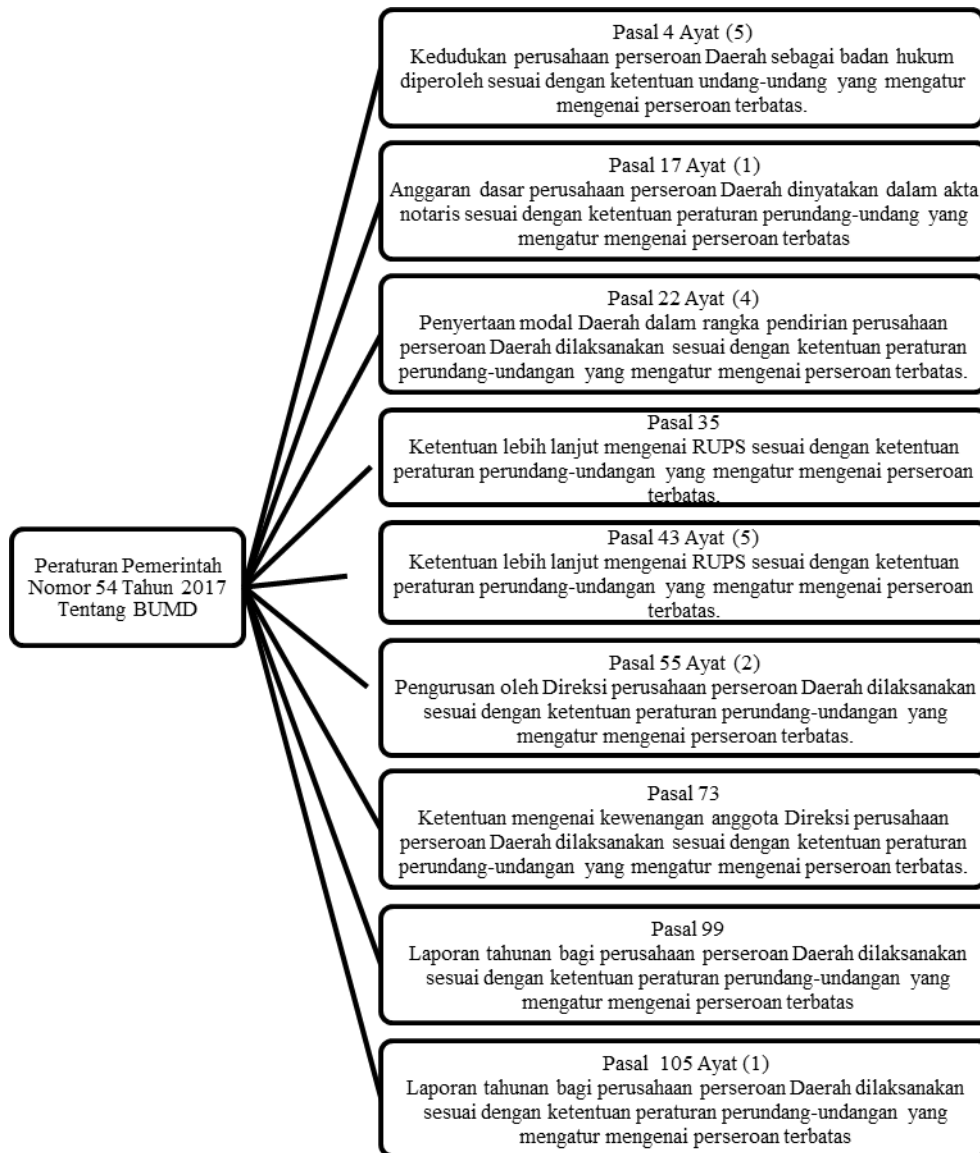 Peraturan Pemerintah
Nomor 54 Tahun 2017
Tentang BUMD
Pasal 4 Ayat (5)
Kedudukan perusahaan perseroan Daerah sebagai badan hukum
diperoleh sesuai dengan ketentuan undang-undang yang mengatur
mengenai perseroan terbatas.
Pasal 17 Ayat (1)
Anggaran dasar perusahaan perseroan Daerah dinyatakan dalam akta
notaris sesuai dengan ketentuan peraturan perundang-undang yang
mengatur mengenai perseroan terbatas
Pasal 22 Ayat (4)
Penyertaan modal Daerah dalam rangka pendirian perusahaan
perseroan Daerah dilaksanakan sesuai dengan ketentuan peraturan
perundang-undangan yang mengatur mengenai perseroan terbatas.
Pasal 35
Ketentuan lebih lanjut mengenai RUPS sesuai dengan ketentuan
peraturan perundang-undangan yang mengatur mengenai perseroan
terbatas.
Pasal 43 Ayat (5)
Ketentuan lebih lanjut mengenai RUPS sesuai dengan ketentuan
peraturan perundang-undangan yang mengatur mengenai perseroan
terbatas.
Pasal 55 Ayat (2)
Pengurusan oleh Direksi perusahaan perseroan Daerah dilaksanakan
sesuai dengan ketentuan peraturan perundang-undangan yang
mengatur mengenai perseroan terbatas.
Pasal 73
Ketentuan mengenai kewenangan anggota Direksi perusahaan
perseroan Daerah dilaksanakan sesuai dengan ketentuan peraturan
perundang-undangan yang mengatur mengenai perseroan terbatas.
Pasal 99
Laporan tahunan bagi perusahaan perseroan Daerah dilaksanakan
sesuai dengan ketentuan peraturan perundang-undangan yang
mengatur mengenai perseroan terbatas
Pasal 105 Ayat (1)
Laporan tahunan bagi perusahaan perseroan Daerah dilaksanakan
sesuai dengan ketentuan peraturan perundang-undangan yang
mengatur mengenai perseroan terbatas